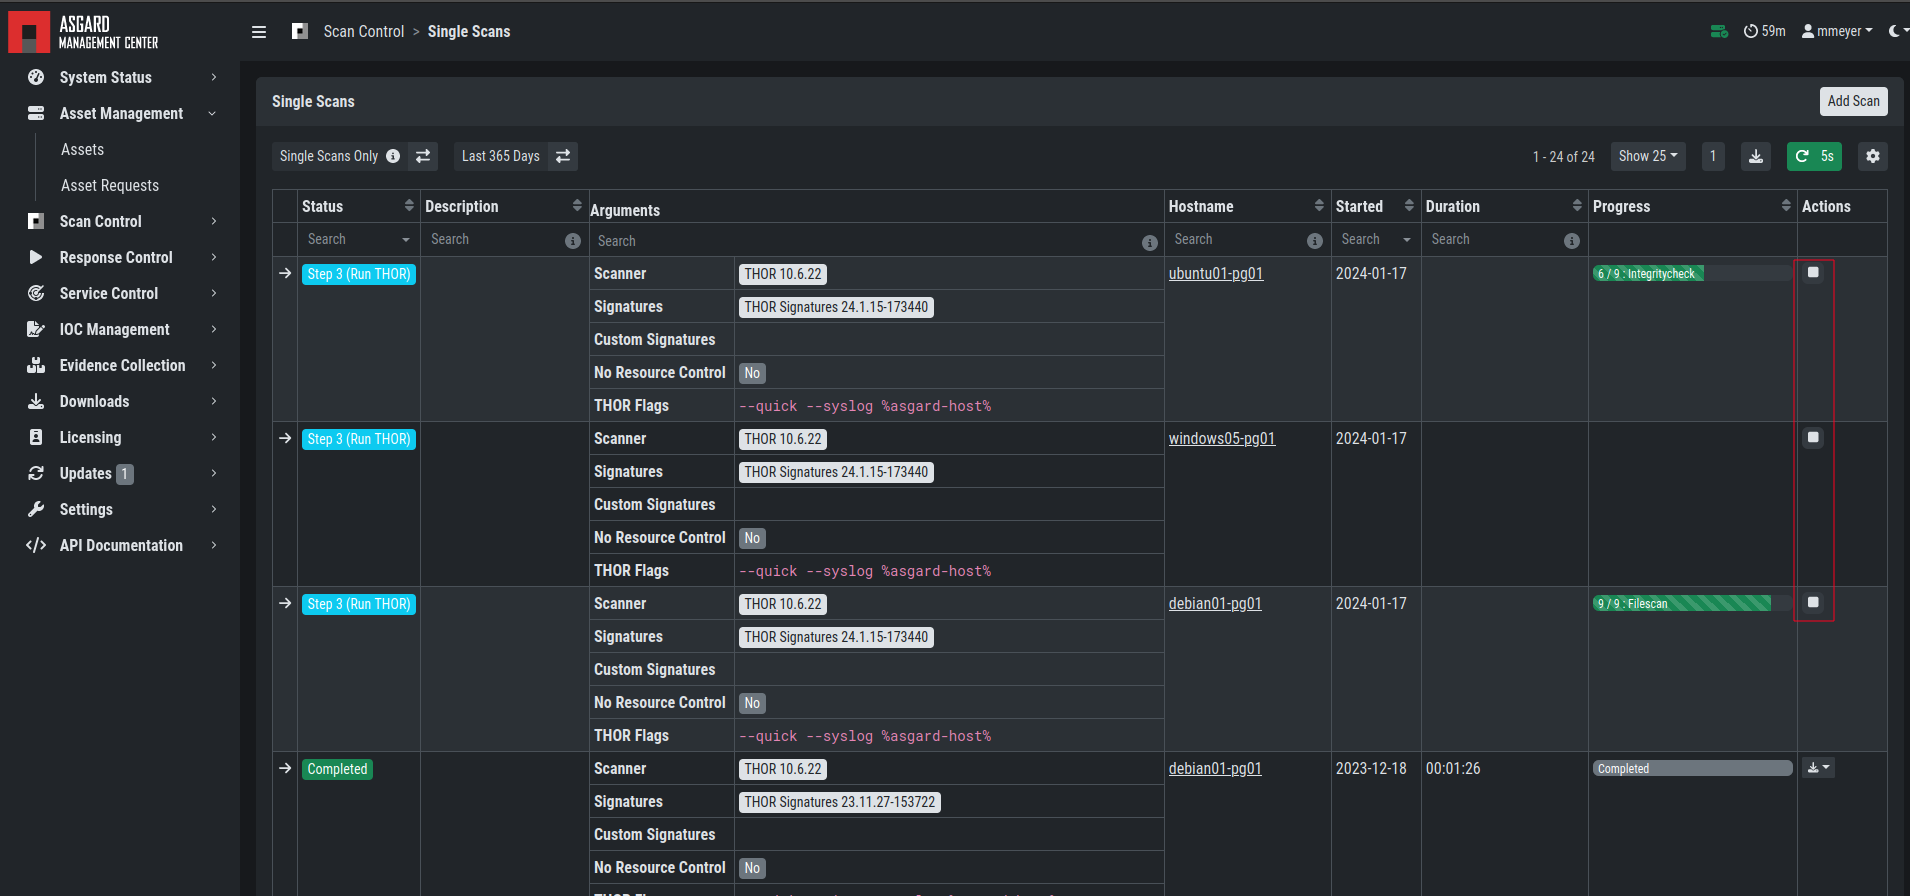 ASGARD
MANAGEMENT CENTER
Scan Control > Single Scans
59m
mmeyer
System Status
Asset Management
Assets
Asset Requests
Scan Control
Response Control
Service Control
IOC Management
Evidence Collection
Downloads
Licensing
Updates 1
Settings
API Documentation
Single Scans
Add Scan
Single Scans Only
Last 365 Days
1 - 24 of 24
Show 25
1
5s
Status Description Arguments Hostname Started Duration Progress Actions
Search Search Search Search Search Search
Step 3 (Run THOR) Scanner THOR 10.6.22 ubuntu01-pg01 2024-01-17 6 / 9 : Integritycheck
Signatures THOR Signatures 24.1.15-173440
Custom Signatures
No Resource Control No
THOR Flags --quick --syslog %asgard-host%
Step 3 (Run THOR) Scanner THOR 10.6.22 windows05-pg01 2024-01-17
Signatures THOR Signatures 24.1.15-173440
Custom Signatures
No Resource Control No
THOR Flags --quick --syslog %asgard-host%
Step 3 (Run THOR) Scanner THOR 10.6.22 debian01-pg01 2024-01-17 9 / 9 : Filescan
Signatures THOR Signatures 24.1.15-173440
Custom Signatures
No Resource Control No
THOR Flags --quick --syslog %asgard-host%
Completed Scanner THOR 10.6.22 debian01-pg01 2023-12-18 00:01:26 Completed
Signatures THOR Signatures 23.11.27-153722
Custom Signatures
No Resource Control No